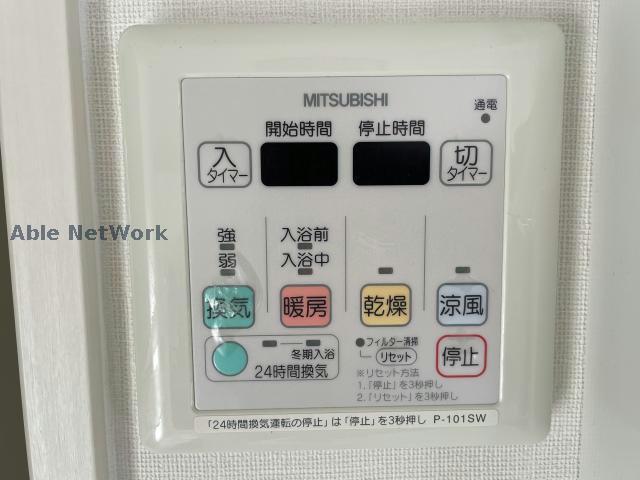 MITSUBISHI
通電
開始時間 停止時間
入
タイマー
切
タイマー
Able NetWork
強
弱
入浴前
入浴中
換気 暖房 乾燥 涼風
冬期入浴
24時間換気
フィルター清掃
リセット
停止
※リセット方法
1.「停止」を3秒押し
2.「リセット」を3秒押し
「24時間換気運転の停止」は「停止」を3秒押し P-101SW